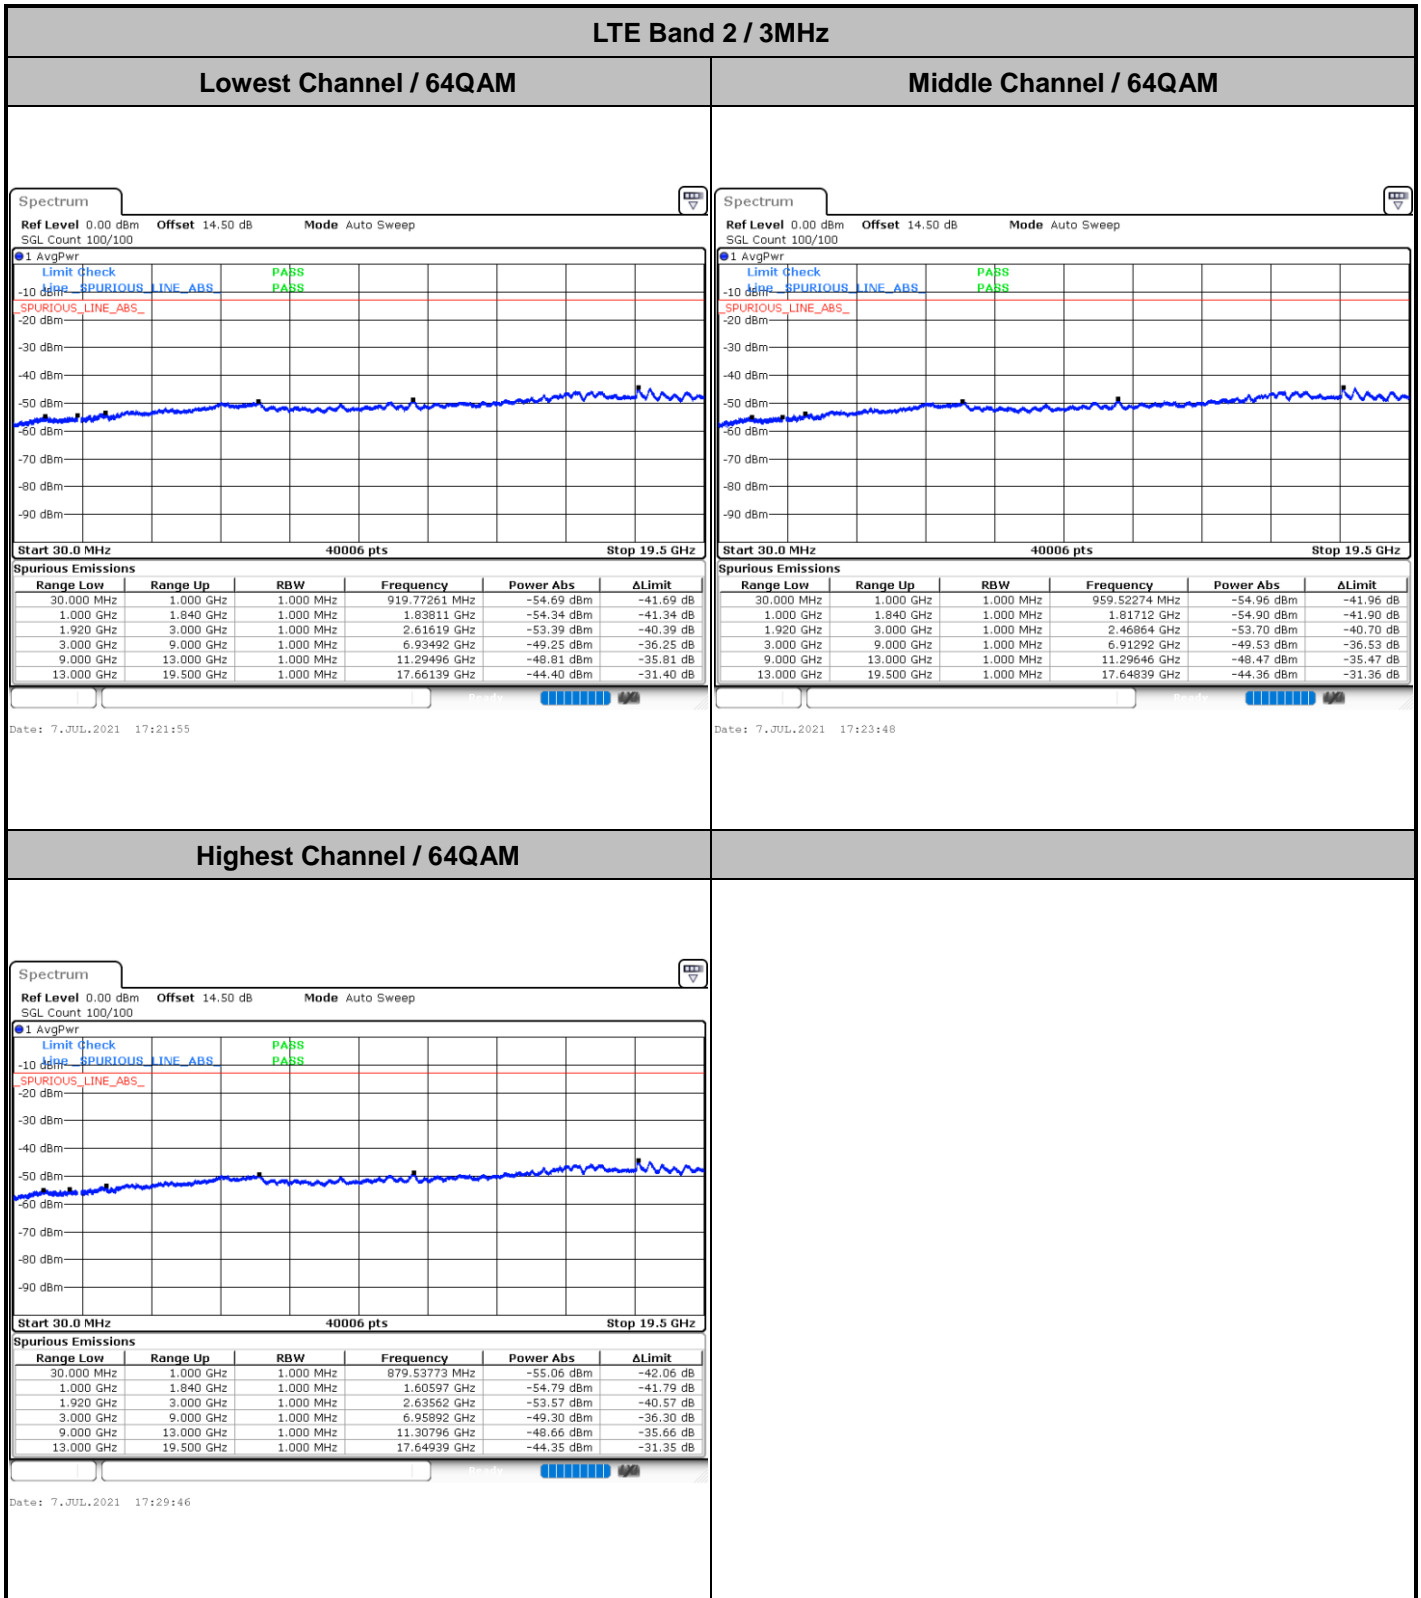 LTE Band 2 / 3MHz
Lowest Channel / 64QAM
Middle Channel / 64QAM
Spectrum
Ref Level 0.00 dBm Offset 14.50 dB Mode Auto Sweep
SGL Count 100/100
1 AvgPwr
Limit Check PASS
Line _SPURIOUS_LINE_ABS_ PASS
-10 dBm
_SPURIOUS_LINE_ABS_
-20 dBm
-30 dBm
-40 dBm
-50 dBm
-60 dBm
-70 dBm
-80 dBm
-90 dBm
Start 30.0 MHz 40006 pts Stop 19.5 GHz
Spurious Emissions
Range Low Range Up RBW Frequency Power Abs ΔLimit
30.000 MHz 1.000 GHz 1.000 MHz 919.77261 MHz -54.69 dBm -41.69 dB
1.000 GHz 1.840 GHz 1.000 MHz 1.83811 GHz -54.34 dBm -41.34 dB
1.920 GHz 3.000 GHz 1.000 MHz 2.61619 GHz -53.39 dBm -40.39 dB
3.000 GHz 9.000 GHz 1.000 MHz 6.93492 GHz -49.25 dBm -36.25 dB
9.000 GHz 13.000 GHz 1.000 MHz 11.29496 GHz -48.81 dBm -35.81 dB
13.000 GHz 19.500 GHz 1.000 MHz 17.66139 GHz -44.40 dBm -31.40 dB
Ready
Date: 7.JUL.2021 17:21:55
Spectrum
Ref Level 0.00 dBm Offset 14.50 dB Mode Auto Sweep
SGL Count 100/100
1 AvgPwr
Limit Check PASS
Line _SPURIOUS_LINE_ABS_ PASS
-10 dBm
_SPURIOUS_LINE_ABS_
-20 dBm
-30 dBm
-40 dBm
-50 dBm
-60 dBm
-70 dBm
-80 dBm
-90 dBm
Start 30.0 MHz 40006 pts Stop 19.5 GHz
Spurious Emissions
Range Low Range Up RBW Frequency Power Abs ΔLimit
30.000 MHz 1.000 GHz 1.000 MHz 959.52274 MHz -54.96 dBm -41.96 dB
1.000 GHz 1.840 GHz 1.000 MHz 1.81712 GHz -54.90 dBm -41.90 dB
1.920 GHz 3.000 GHz 1.000 MHz 2.46864 GHz -53.70 dBm -40.70 dB
3.000 GHz 9.000 GHz 1.000 MHz 6.91292 GHz -49.53 dBm -36.53 dB
9.000 GHz 13.000 GHz 1.000 MHz 11.29646 GHz -48.47 dBm -35.47 dB
13.000 GHz 19.500 GHz 1.000 MHz 17.64839 GHz -44.36 dBm -31.36 dB
Ready
Date: 7.JUL.2021 17:23:48
Highest Channel / 64QAM
Spectrum
Ref Level 0.00 dBm Offset 14.50 dB Mode Auto Sweep
SGL Count 100/100
1 AvgPwr
Limit Check PASS
Line _SPURIOUS_LINE_ABS_ PASS
-10 dBm
_SPURIOUS_LINE_ABS_
-20 dBm
-30 dBm
-40 dBm
-50 dBm
-60 dBm
-70 dBm
-80 dBm
-90 dBm
Start 30.0 MHz 40006 pts Stop 19.5 GHz
Spurious Emissions
Range Low Range Up RBW Frequency Power Abs ΔLimit
30.000 MHz 1.000 GHz 1.000 MHz 879.53773 MHz -55.06 dBm -42.06 dB
1.000 GHz 1.840 GHz 1.000 MHz 1.60597 GHz -54.79 dBm -41.79 dB
1.920 GHz 3.000 GHz 1.000 MHz 2.63562 GHz -53.57 dBm -40.57 dB
3.000 GHz 9.000 GHz 1.000 MHz 6.95892 GHz -49.30 dBm -36.30 dB
9.000 GHz 13.000 GHz 1.000 MHz 11.30796 GHz -48.66 dBm -35.66 dB
13.000 GHz 19.500 GHz 1.000 MHz 17.64939 GHz -44.35 dBm -31.35 dB
Ready
Date: 7.JUL.2021 17:29:46